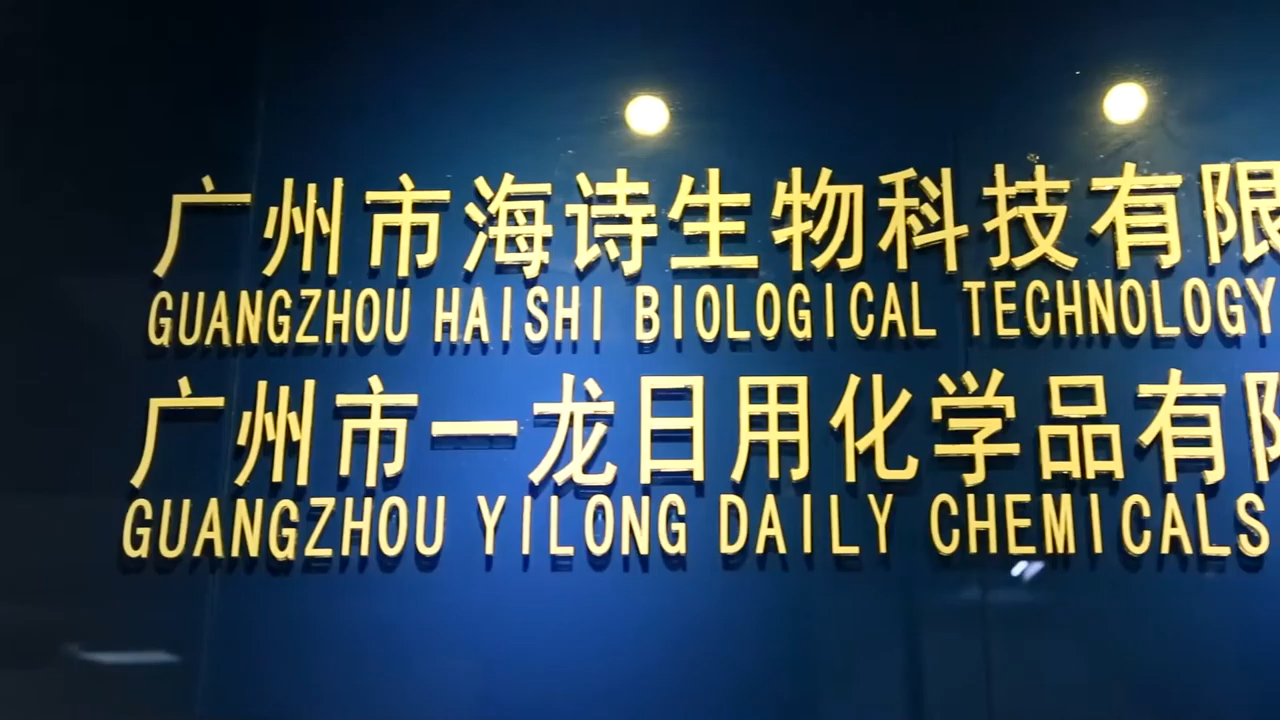 广州市海诗生物科技有限
GUANGZHOU HAISHI BIOLOGICAL TECHNOLOGY
广州市一龙日用化学品有限
GUANGZHOU YILONG DAILY CHEMICALS